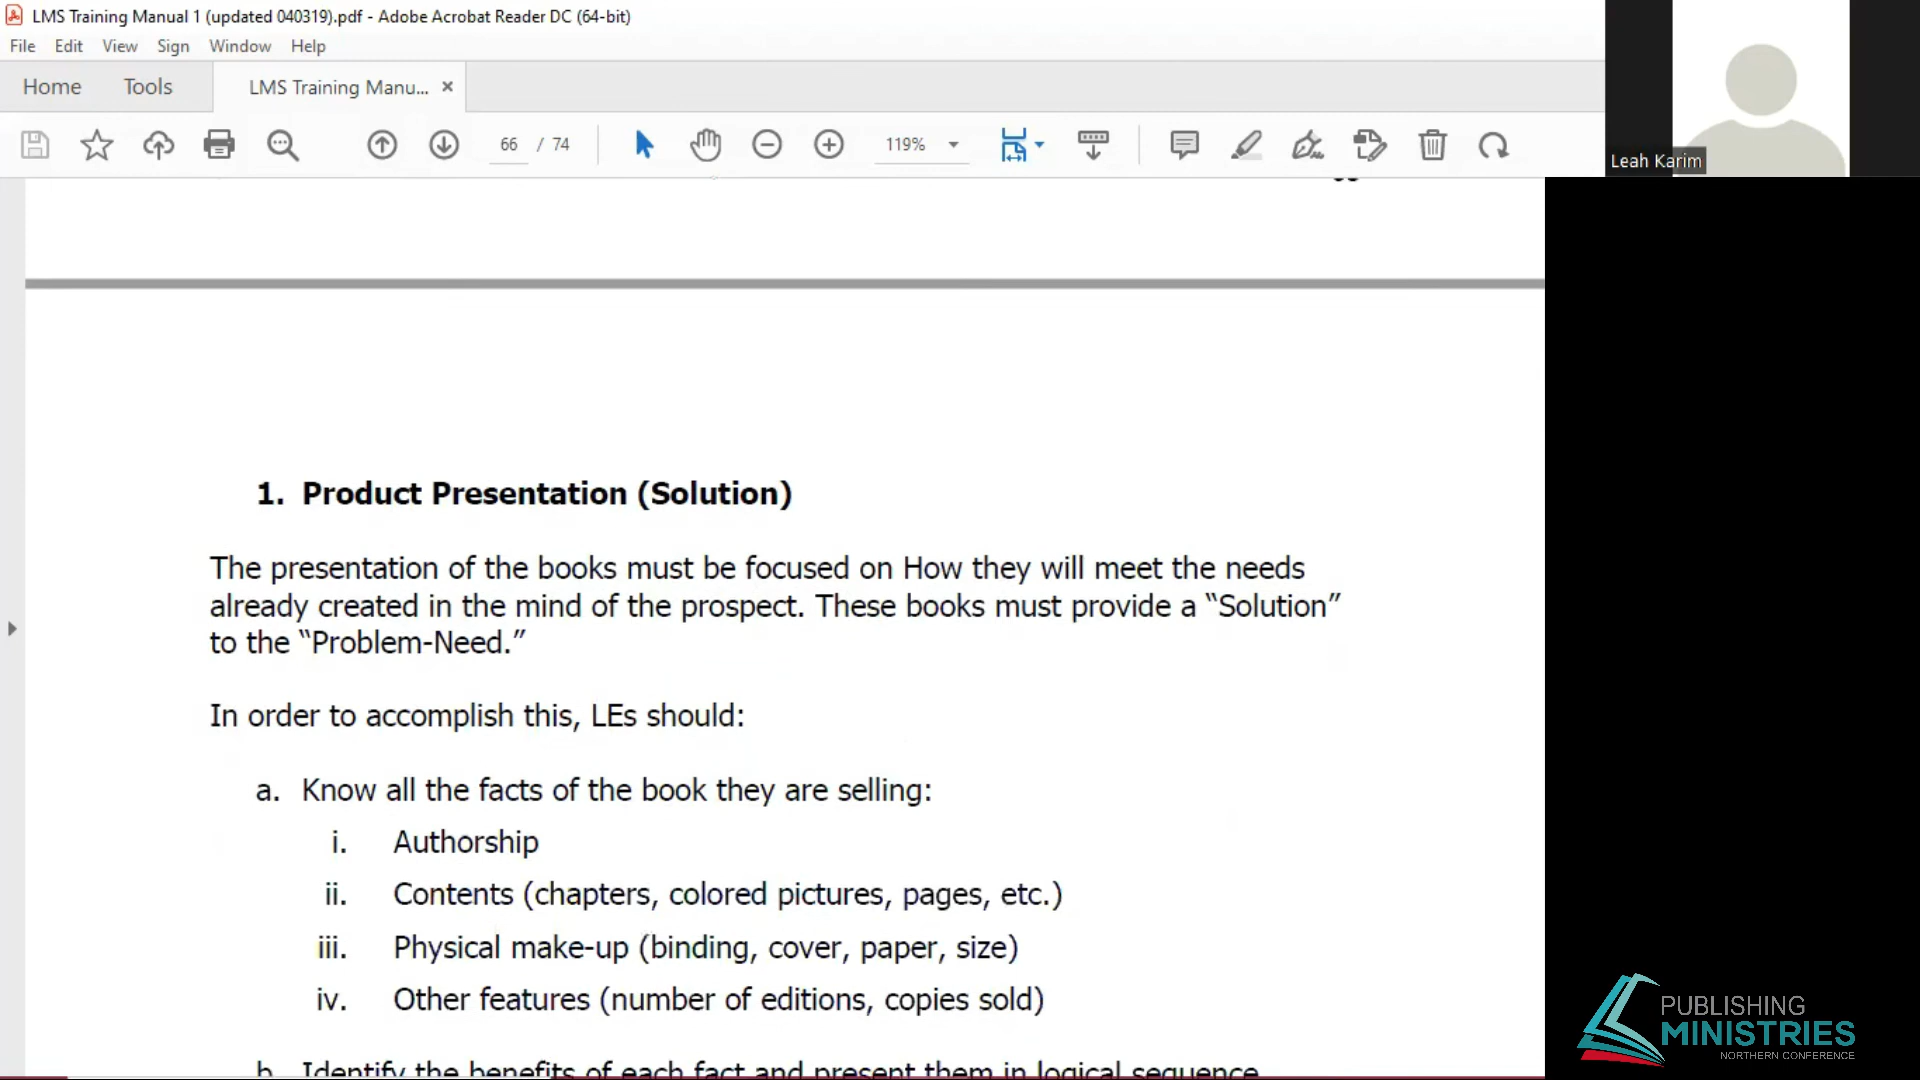 LMS Training Manual 1 (updated 040319).pdf - Adobe Acrobat Reader DC (64-bit)
File Edit View Sign Window Help
Home Tools LMS Training Manu... ×
66 / 74 119%
Leah Karim
1. Product Presentation (Solution)
The presentation of the books must be focused on How they will meet the needs
already created in the mind of the prospect. These books must provide a “Solution”
to the “Problem-Need.”
In order to accomplish this, LEs should:
a. Know all the facts of the book they are selling:
i. Authorship
ii. Contents (chapters, colored pictures, pages, etc.)
iii. Physical make-up (binding, cover, paper, size)
iv. Other features (number of editions, copies sold)
b. Identify the benefits of each fact and present them in logical sequence
PUBLISHING
MINISTRIES
NORTHERN CONFERENCE